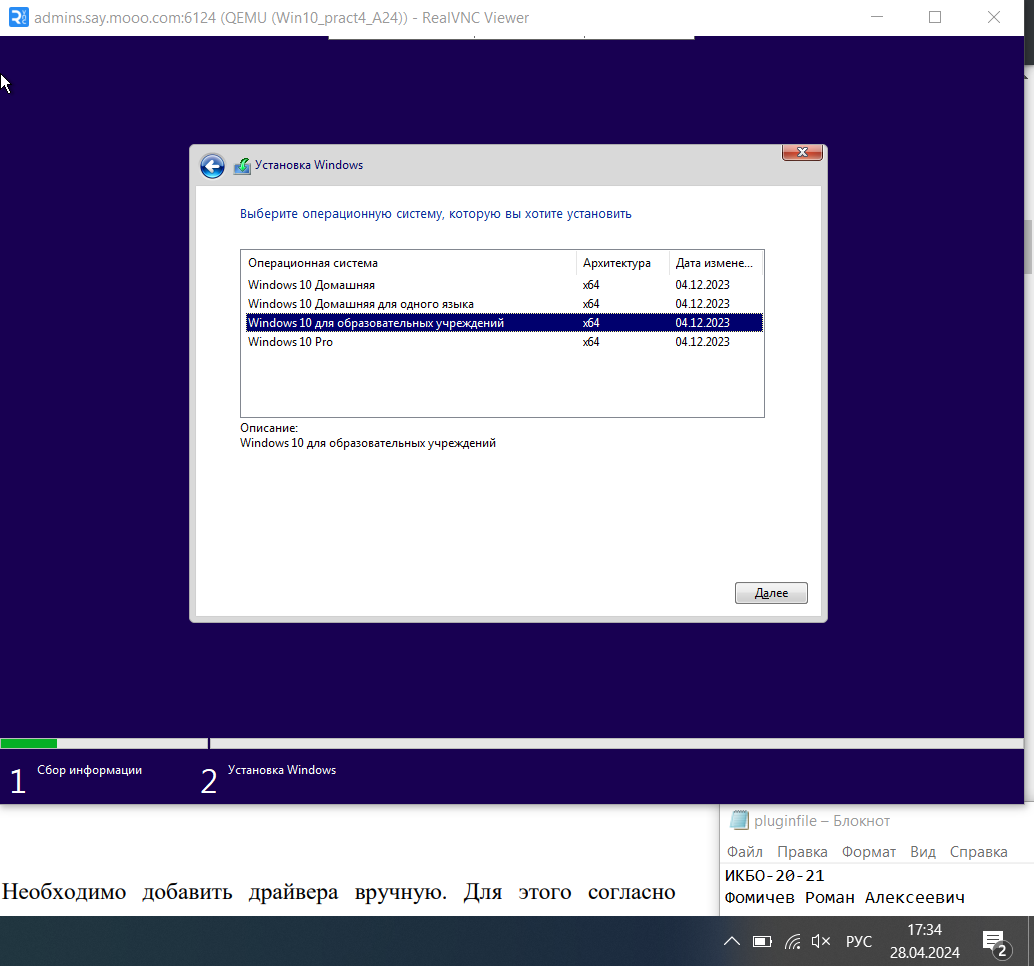 admins.say.mooo.com:6124 (QEMU (Win10_pract4_A24)) - RealVNC Viewer
Установка Windows
Выберите операционную систему, которую вы хотите установить
Операционная система Архитектура Дата измене...
Windows 10 Домашняя x64 04.12.2023
Windows 10 Домашняя для одного языка x64 04.12.2023
Windows 10 для образовательных учреждений x64 04.12.2023
Windows 10 Pro x64 04.12.2023
Описание:
Windows 10 для образовательных учреждений
Далее
1 Сбор информации 2 Установка Windows
pluginfile – Блокнот
Файл Правка Формат Вид Справка
ИКБО-20-21
Фомичев Роман Алексеевич
Необходимо добавить драйвера вручную. Для этого согласно
РУС 17:34
28.04.2024
2